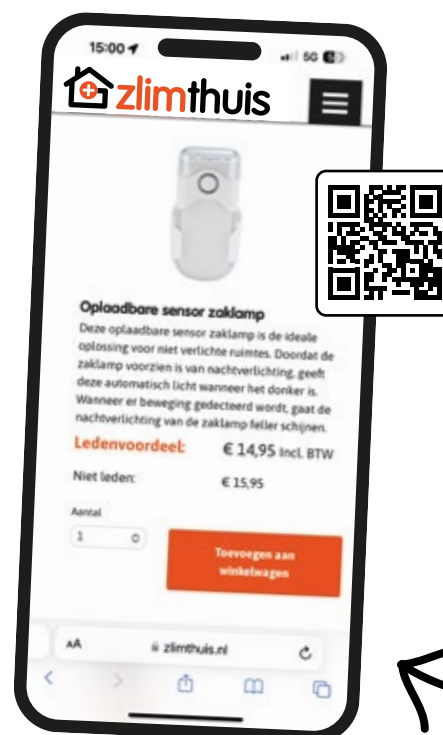 15:00
5G
zlimthuis
Oplaadbare sensor zaklamp
Deze oplaadbare sensor zaklamp is de ideale
oplossing voor niet verlichte ruimtes. Doordat de
zaklamp voorzien is van nachtverlichting, geeft
deze automatisch licht wanneer het donker is.
Wanneer er beweging gedecteerd wordt, gaat de
nachtverlichting van de zaklamp feller schijnen.
Ledenvoordeel: € 14,95 Incl. BTW
Niet leden: € 15,95
Aantal
1
Toevoegen aan
winkelwagen
AA zlimthuis.nl